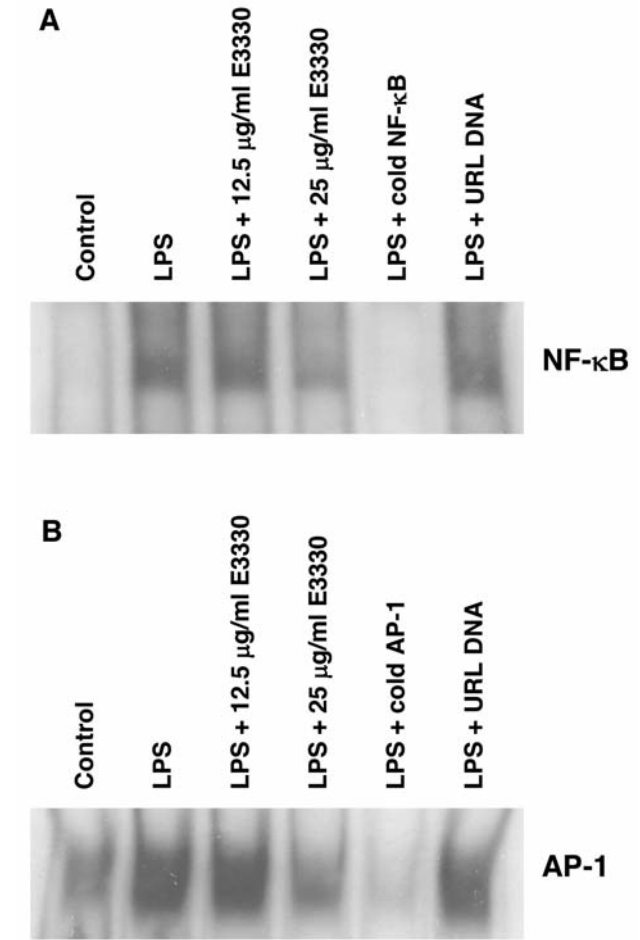 A
Control
LPS
LPS + 12.5 μg/ml E3330
LPS + 25 μg/ml E3330
LPS + cold NF-κB
LPS + URL DNA
NF-κB
B
Control
LPS
LPS + 12.5 μg/ml E3330
LPS + 25 μg/ml E3330
LPS + cold AP-1
LPS + URL DNA
AP-1